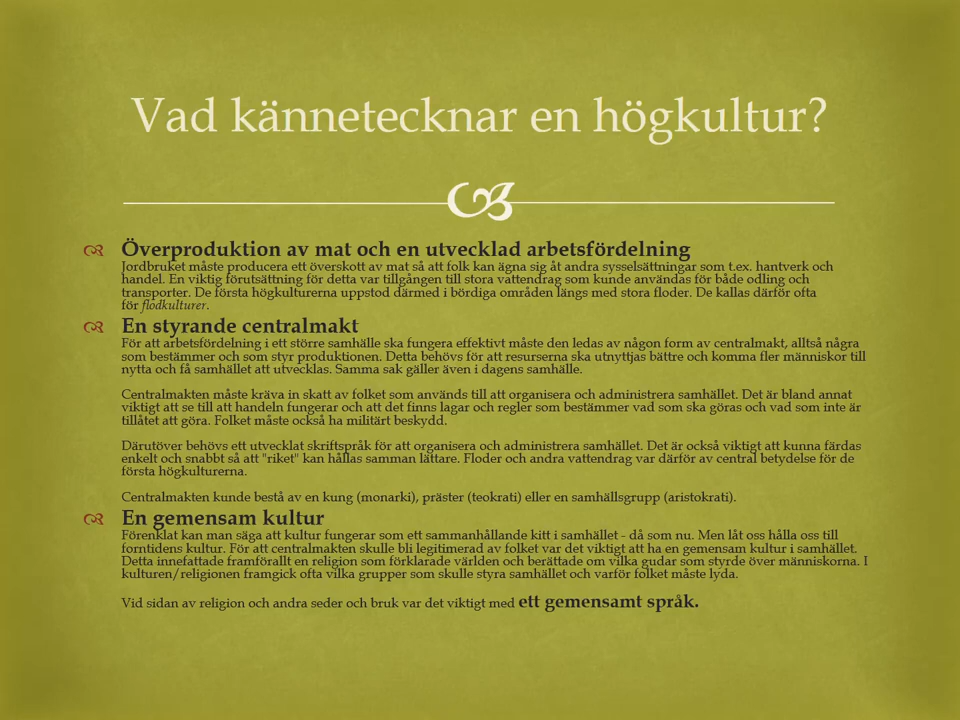 Vad kännetecknar en högkultur?
Överproduktion av mat och en utvecklad arbetsfördelning
Jordbruket måste producera ett överskott av mat så att folk kan ägna sig åt andra sysselsättningar som t.ex. hantverk och
handel. En viktig förutsättning för detta var tillgången till stora vattendrag som kunde användas för både odling och
transporter. De första högkulturerna uppstod därmed i bördiga områden längs med stora floder. De kallas därför ofta
för flodkulturer.
En styrande centralmakt
För att arbetsfördelning i ett större samhälle ska fungera effektivt måste den ledas av någon form av centralmakt, alltså några
som bestämmer och som styr produktionen. Detta behövs för att resurserna ska utnyttjas bättre och komma fler människor till
nytta och få samhället att utvecklas. Samma sak gäller även i dagens samhälle.
Centralmakten måste kräva in skatt av folket som används till att organisera och administrera samhället. Det är bland annat
viktigt att se till att handeln fungerar och att det finns lagar och regler som bestämmer vad som ska göras och vad som inte är
tillåtet att göra. Folket måste också ha militärt beskydd.
Därutöver behövs ett utvecklat skriftspråk för att organisera och administrera samhället. Det är också viktigt att kunna färdas
enkelt och snabbt så att "riket" kan hållas samman lättare. Floder och andra vattendrag var därför av central betydelse för de
första högkulturerna.
Centralmakten kunde bestå av en kung (monarki), präster (teokrati) eller en samhällsgrupp (aristokrati).
En gemensam kultur
Förenklat kan man säga att kultur fungerar som ett sammanhållande kitt i samhället - då som nu. Men låt oss hålla oss till
forntidens kultur. För att centralmakten skulle bli legitimerad av folket var det viktigt att ha en gemensam kultur i samhället.
Detta innefattade framförallt en religion som förklarade världen och berättade om vilka gudar som styrde över människorna. I
kulturen/religionen framgick ofta vilka grupper som skulle styra samhället och varför folket måste lyda.
Vid sidan av religion och andra seder och bruk var det viktigt med ett gemensamt språk.